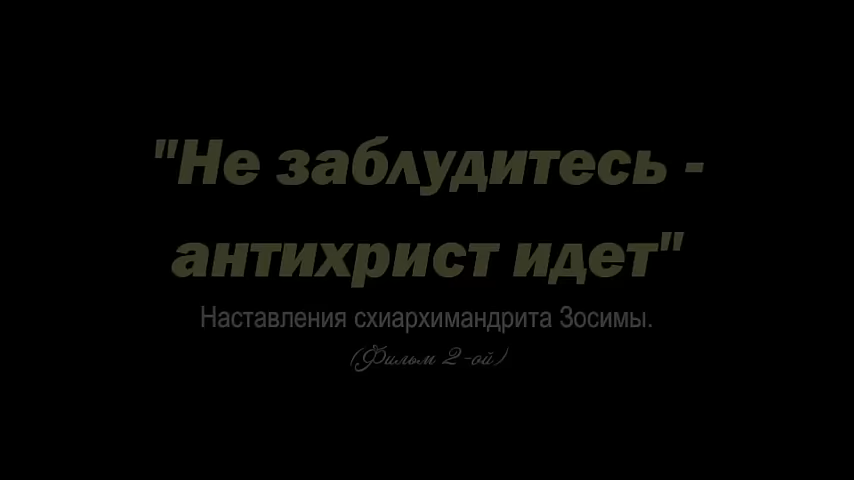 "Не заблудитесь -
антихрист идет"
Наставления схиархимандрита Зосимы.
(Фильм 2-ой)